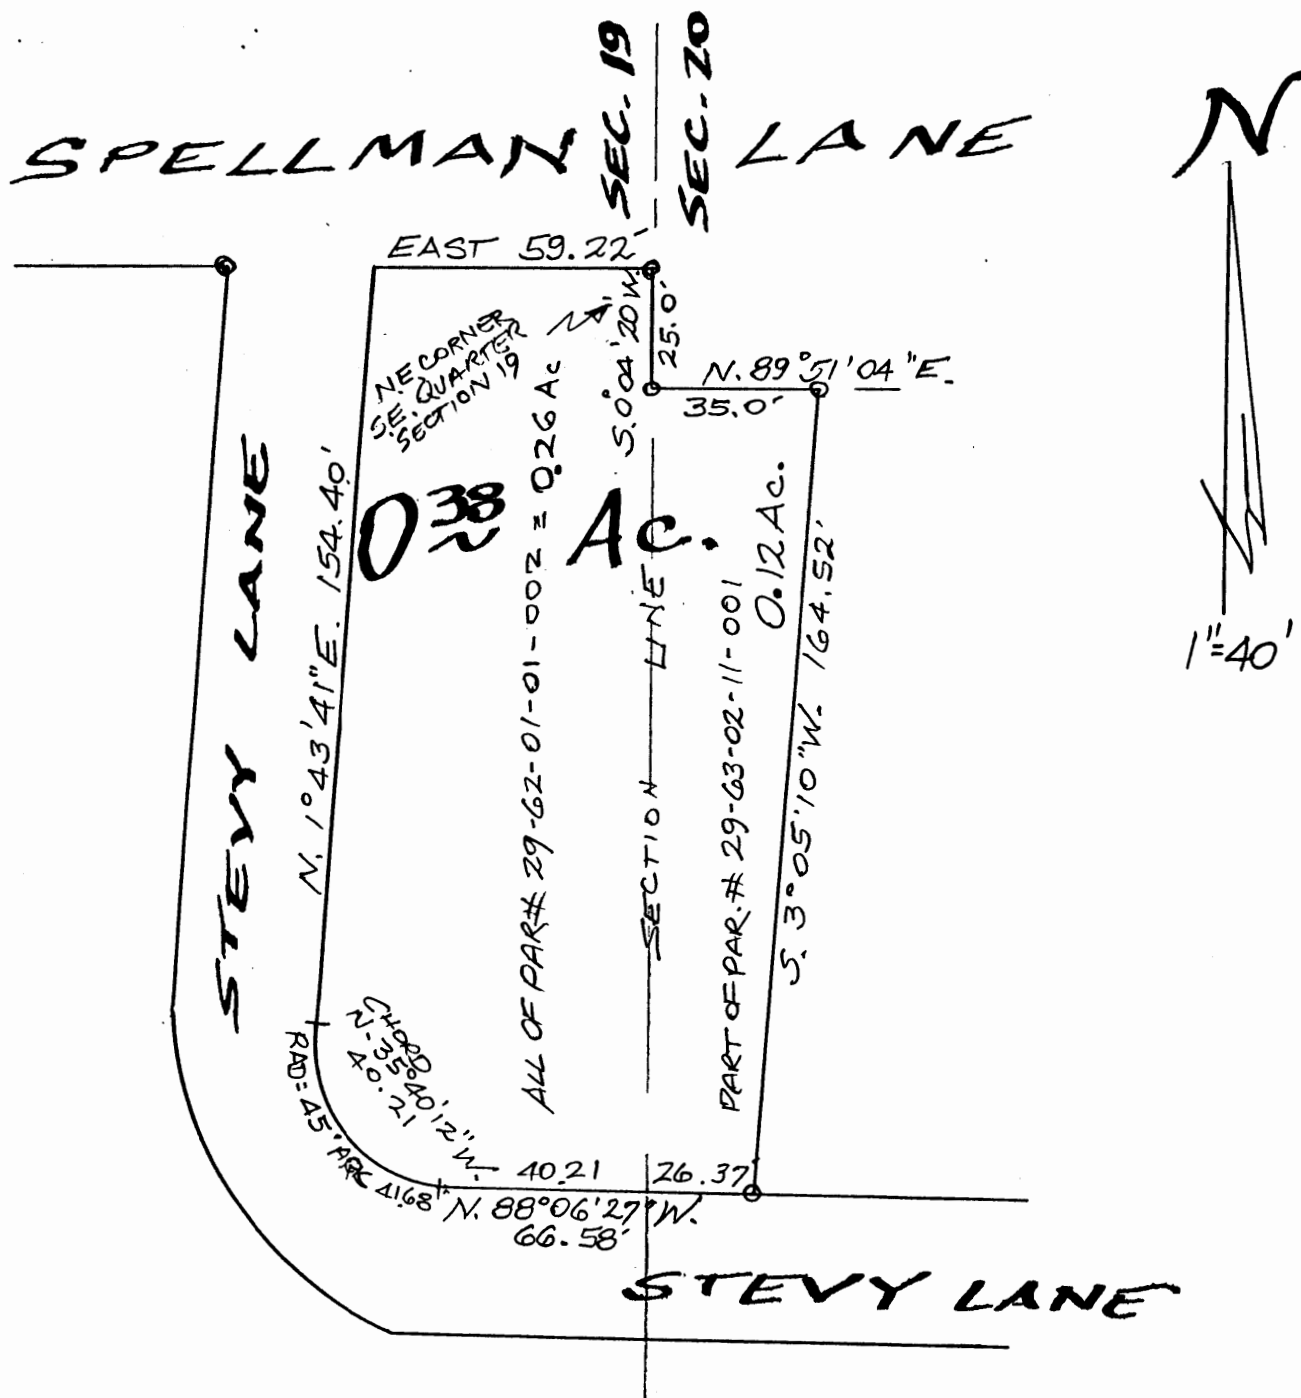 SEC. 19
SEC. 20
SPELLMAN LANE
N
EAST 59.22'
S. 0°04'20"W.
25.0'
N. 89°51'04"E.
35.0'
N.E. CORNER
S.E. QUARTER
SECTION 19
0.38 Ac.
1"=40'
STEVY LANE
N. 1°43'41"E. 154.40'
ALL OF PAR# 29-62-01-01-002 = 0.26 Ac
SECTION LINE
PART OF PAR.# 29-63-02-11-001
0.12 Ac.
S. 3°05'10"W. 164.52'
CHORD
N. 35°40'12"W.
40.21
RAD=45' ARC 41.68'
40.21
26.37'
N. 88°06'27"W.
66.58'
STEVY LANE